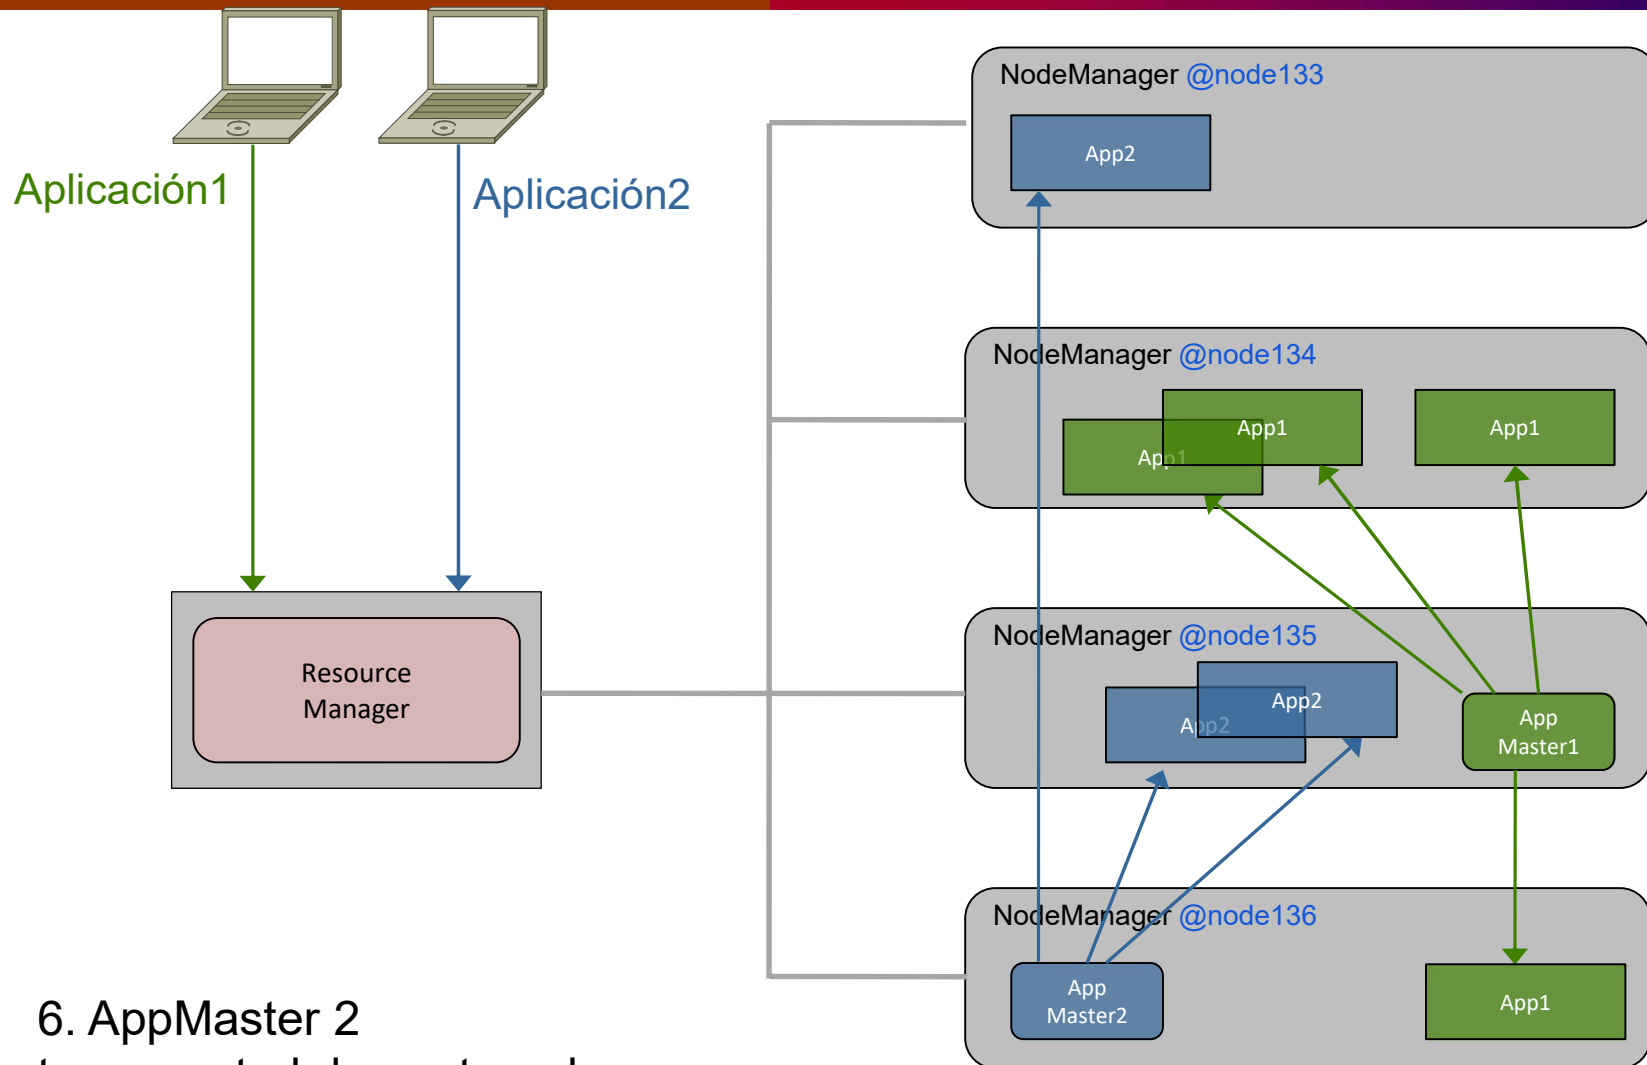 Aplicación1
Aplicación2
Resource
Manager
NodeManager @node133
App2
NodeManager @node134
App1
App1
App1
NodeManager @node135
App2
App2
App
Master1
NodeManager @node136
App
Master2
App1
6. AppMaster 2